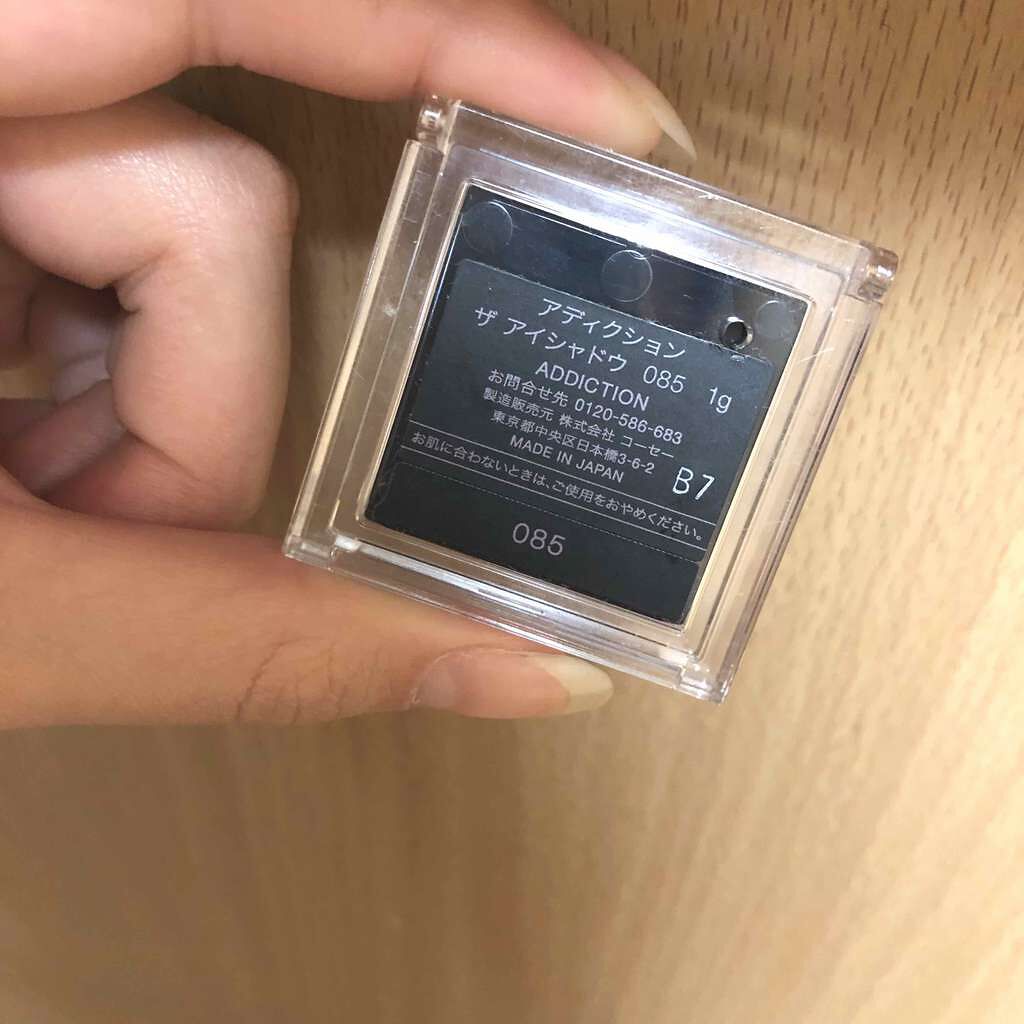 アディクション
ザ アイシャドウ 085 1g
ADDICTION
お問合せ先 0120-586-683
製造販売元 株式会社 コーセー
東京都中央区日本橋3-6-2
MADE IN JAPAN B7
お肌に合わないときは、ご使用をおやめください。
085